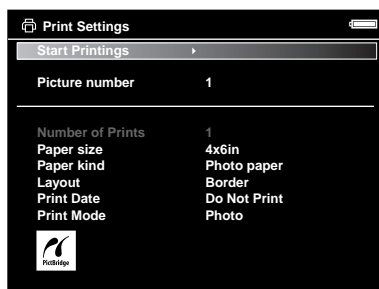 Print Settings
Start Printings
Picture number 1
Number of Prints 1
Paper size 4x6in
Paper kind Photo paper
Layout Border
Print Date Do Not Print
Print Mode Photo
PictBridge